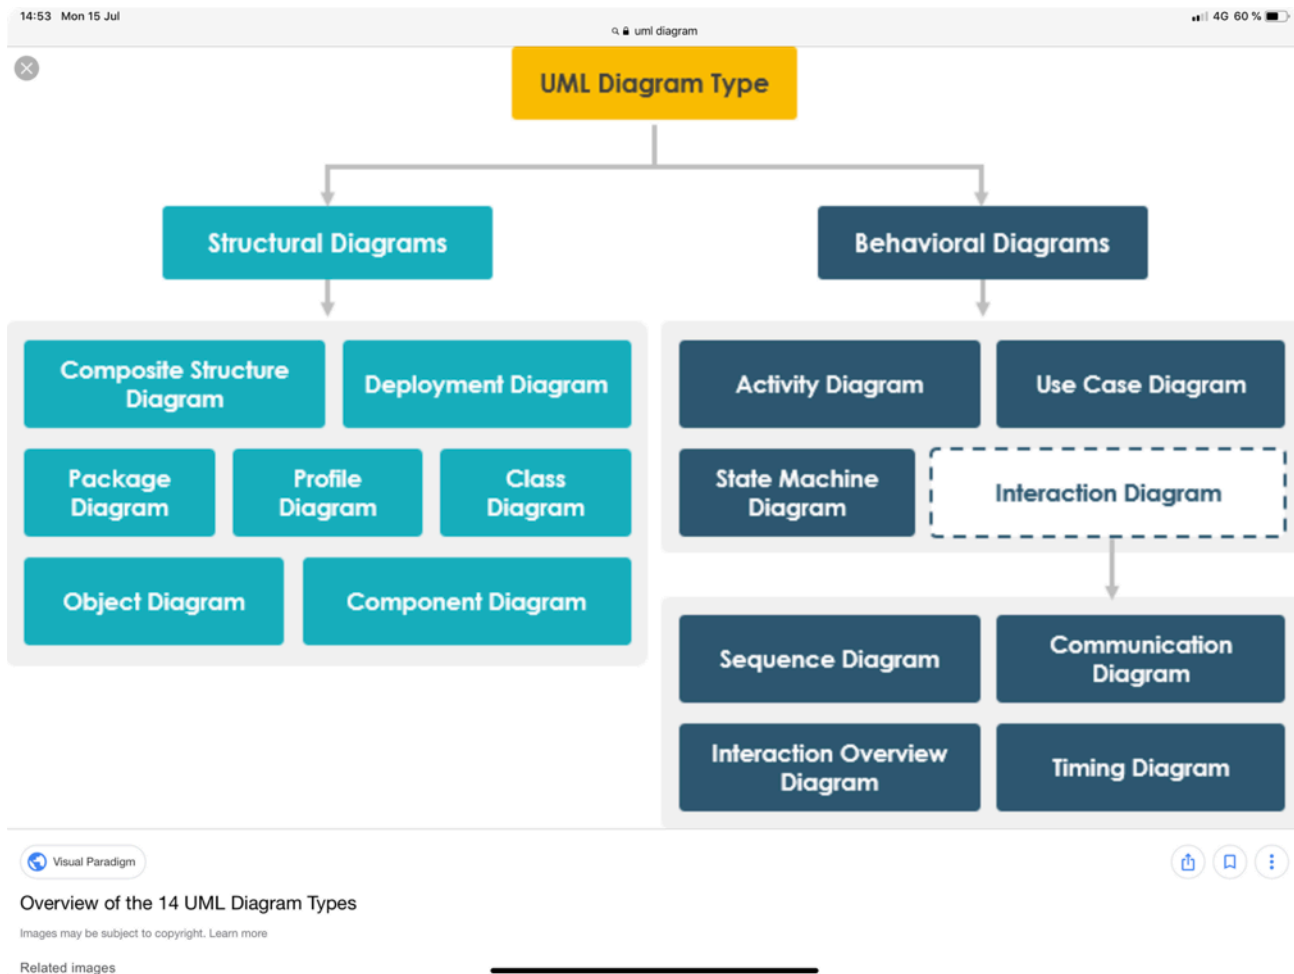 14:53 Mon 15 Jul
4G 60 %
uml diagram
UML Diagram Type
Structural Diagrams
Behavioral Diagrams
Composite Structure
Diagram
Deployment Diagram
Package
Diagram
Profile
Diagram
Class
Diagram
Object Diagram
Component Diagram
Activity Diagram
Use Case Diagram
State Machine
Diagram
Interaction Diagram
Sequence Diagram
Communication
Diagram
Interaction Overview
Diagram
Timing Diagram
Visual Paradigm
Overview of the 14 UML Diagram Types
Images may be subject to copyright. Learn more
Related images